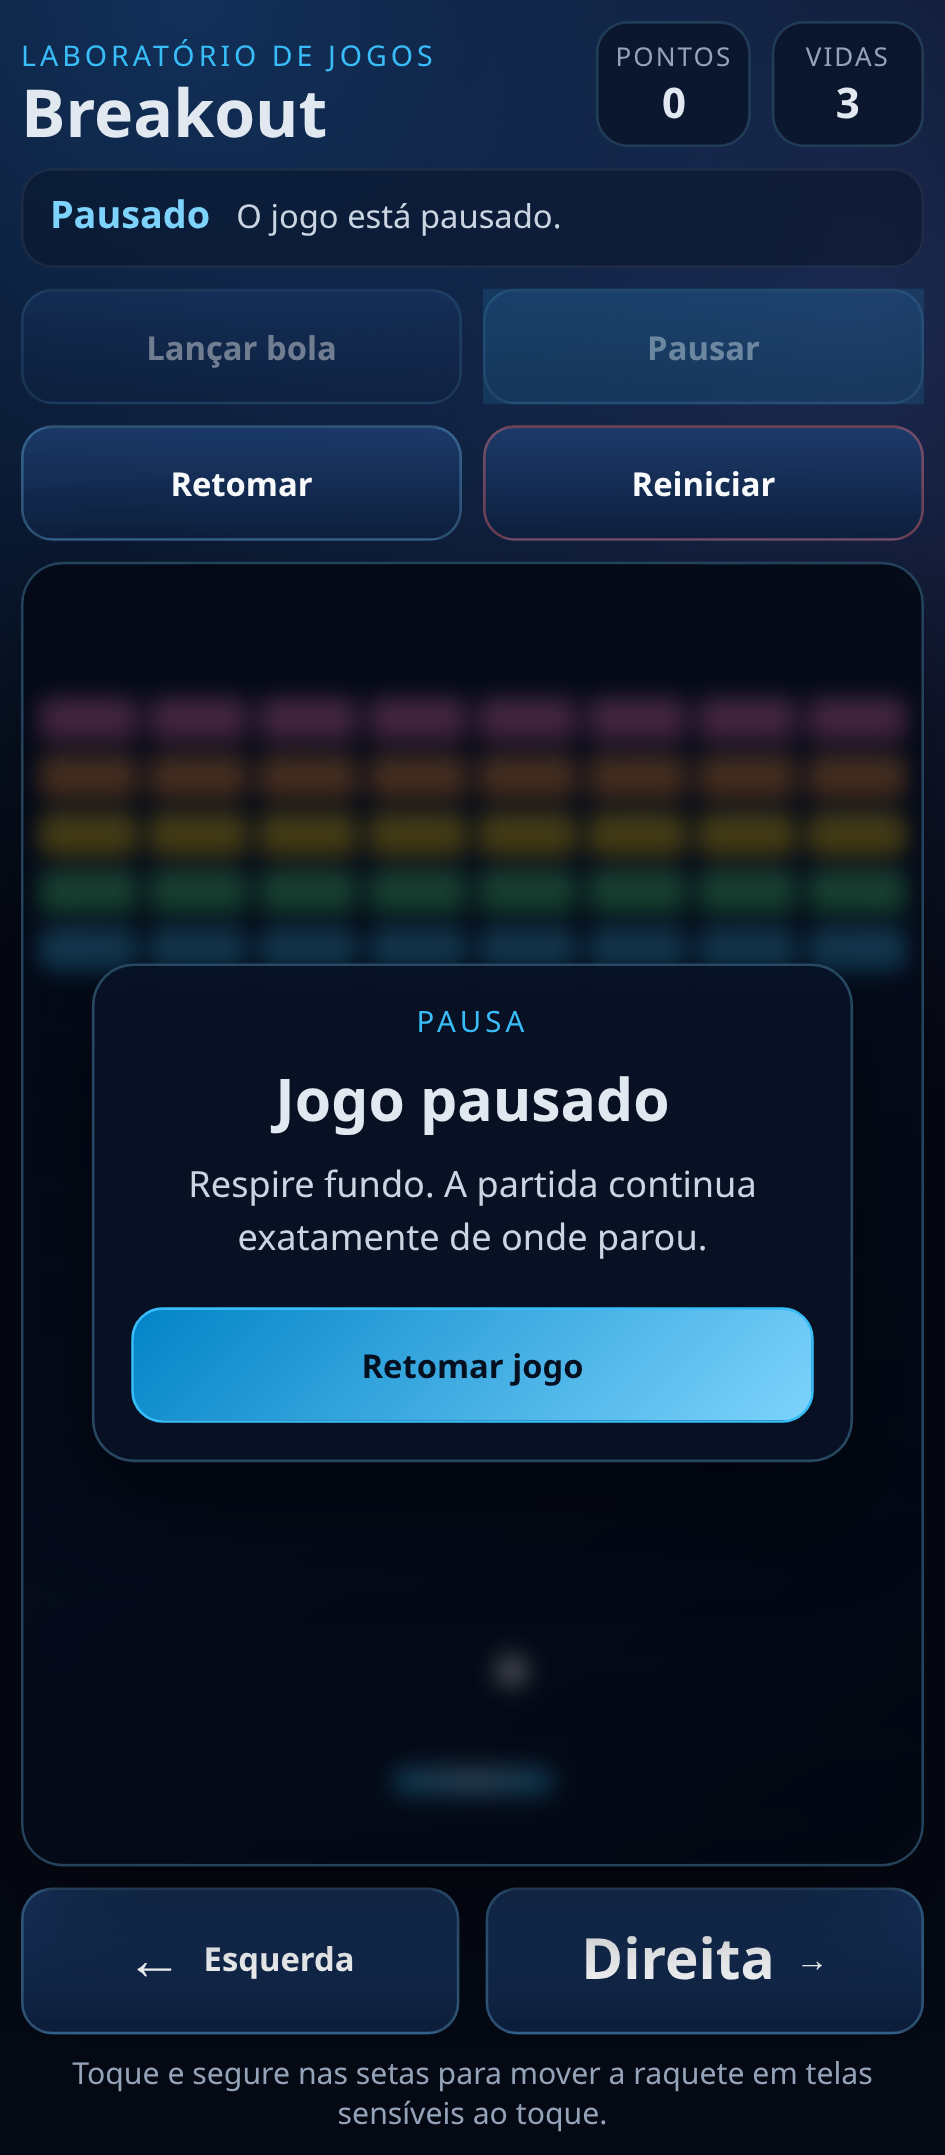 LABORATÓRIO DE JOGOS
Breakout
PONTOS
0
VIDAS
3
Pausado O jogo está pausado.
Lançar bola
Pausar
Retomar
Reiniciar
PAUSA
Jogo pausado
Respire fundo. A partida continua
exatamente de onde parou.
Retomar jogo
← Esquerda
Direita →
Toque e segure nas setas para mover a raquete em telas
sensíveis ao toque.